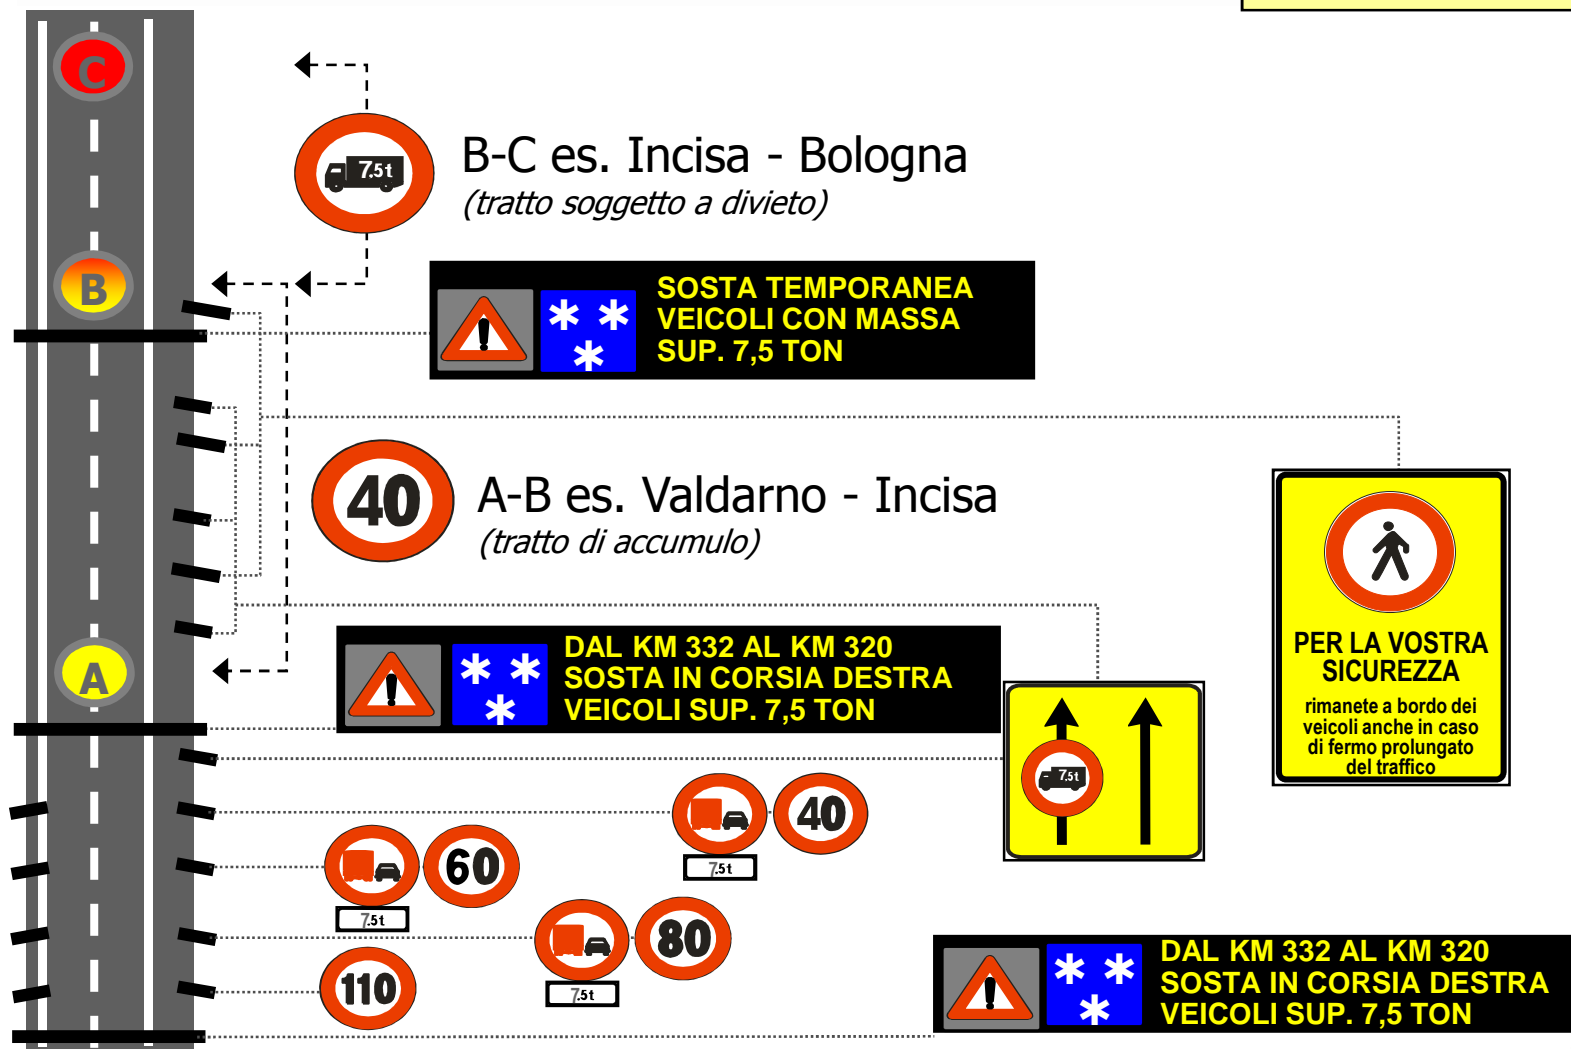 C
7.5t
B-C es. Incisa - Bologna
(tratto soggetto a divieto)
B
SOSTA TEMPORANEA
VEICOLI CON MASSA
SUP. 7,5 TON
40
A-B es. Valdarno - Incisa
(tratto di accumulo)
PER LA VOSTRA
SICUREZZA
rimanete a bordo dei
veicoli anche in caso
di fermo prolungato
del traffico
A
DAL KM 332 AL KM 320
SOSTA IN CORSIA DESTRA
VEICOLI SUP. 7,5 TON
7.5t
40
7.5t
60
7.5t
80
7.5t
110
DAL KM 332 AL KM 320
SOSTA IN CORSIA DESTRA
VEICOLI SUP. 7,5 TON